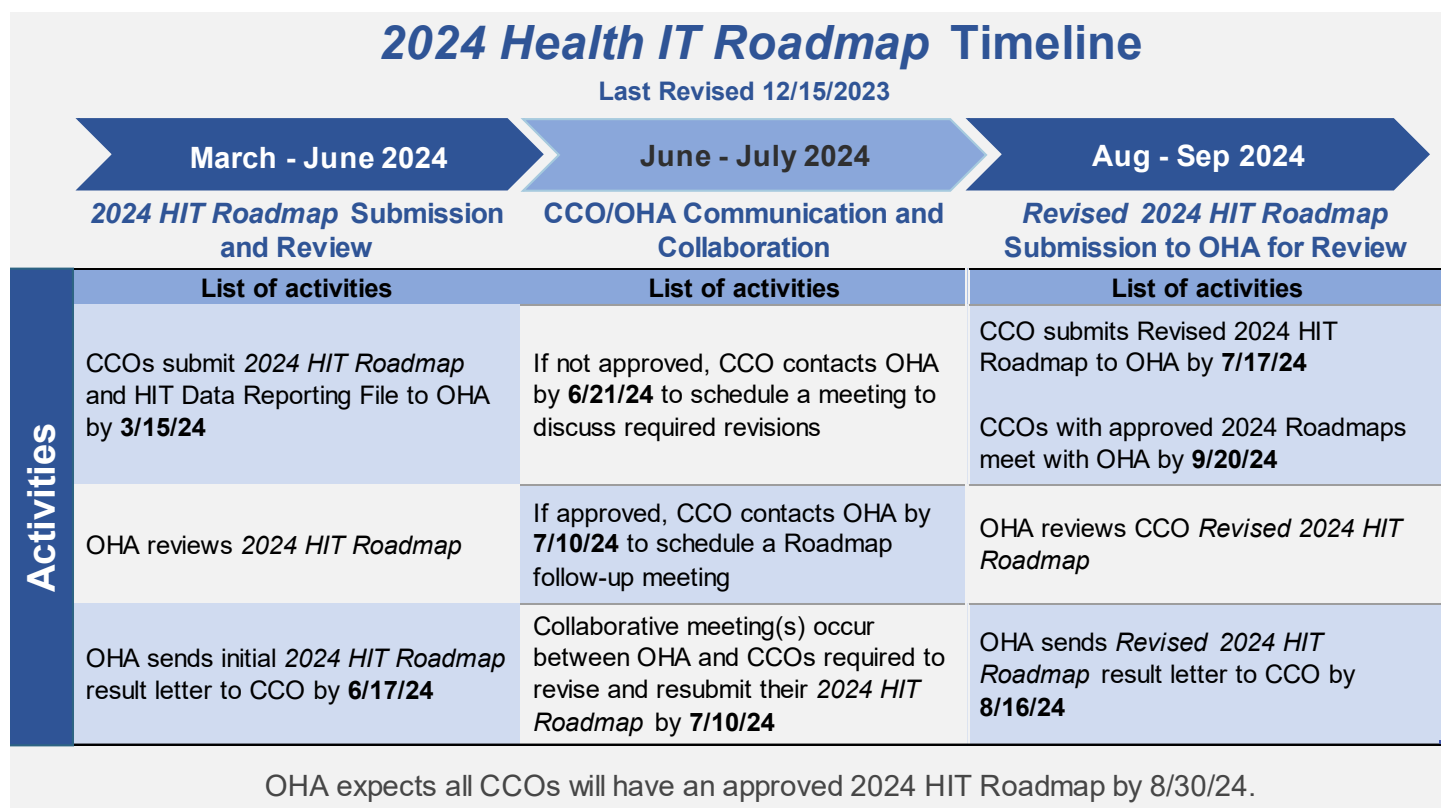 2024 Health IT Roadmap Timeline
Last Revised 12/15/2023
March - June 2024
June - July 2024
Aug - Sep 2024
2024 HIT Roadmap Submission
and Review
CCO/OHA Communication and
Collaboration
Revised 2024 HIT Roadmap
Submission to OHA for Review
Activities
List of activities
List of activities
List of activities
CCOs submit 2024 HIT Roadmap
and HIT Data Reporting File to OHA
by 3/15/24
If not approved, CCO contacts OHA
by 6/21/24 to schedule a meeting to
discuss required revisions
CCO submits Revised 2024 HIT
Roadmap to OHA by 7/17/24
CCOs with approved 2024 Roadmaps
meet with OHA by 9/20/24
OHA reviews 2024 HIT Roadmap
If approved, CCO contacts OHA by
7/10/24 to schedule a Roadmap
follow-up meeting
OHA reviews CCO Revised 2024 HIT
Roadmap
OHA sends initial 2024 HIT Roadmap
result letter to CCO by 6/17/24
Collaborative meeting(s) occur
between OHA and CCOs required to
revise and resubmit their 2024 HIT
Roadmap by 7/10/24
OHA sends Revised 2024 HIT
Roadmap result letter to CCO by
8/16/24
OHA expects all CCOs will have an approved 2024 HIT Roadmap by 8/30/24.